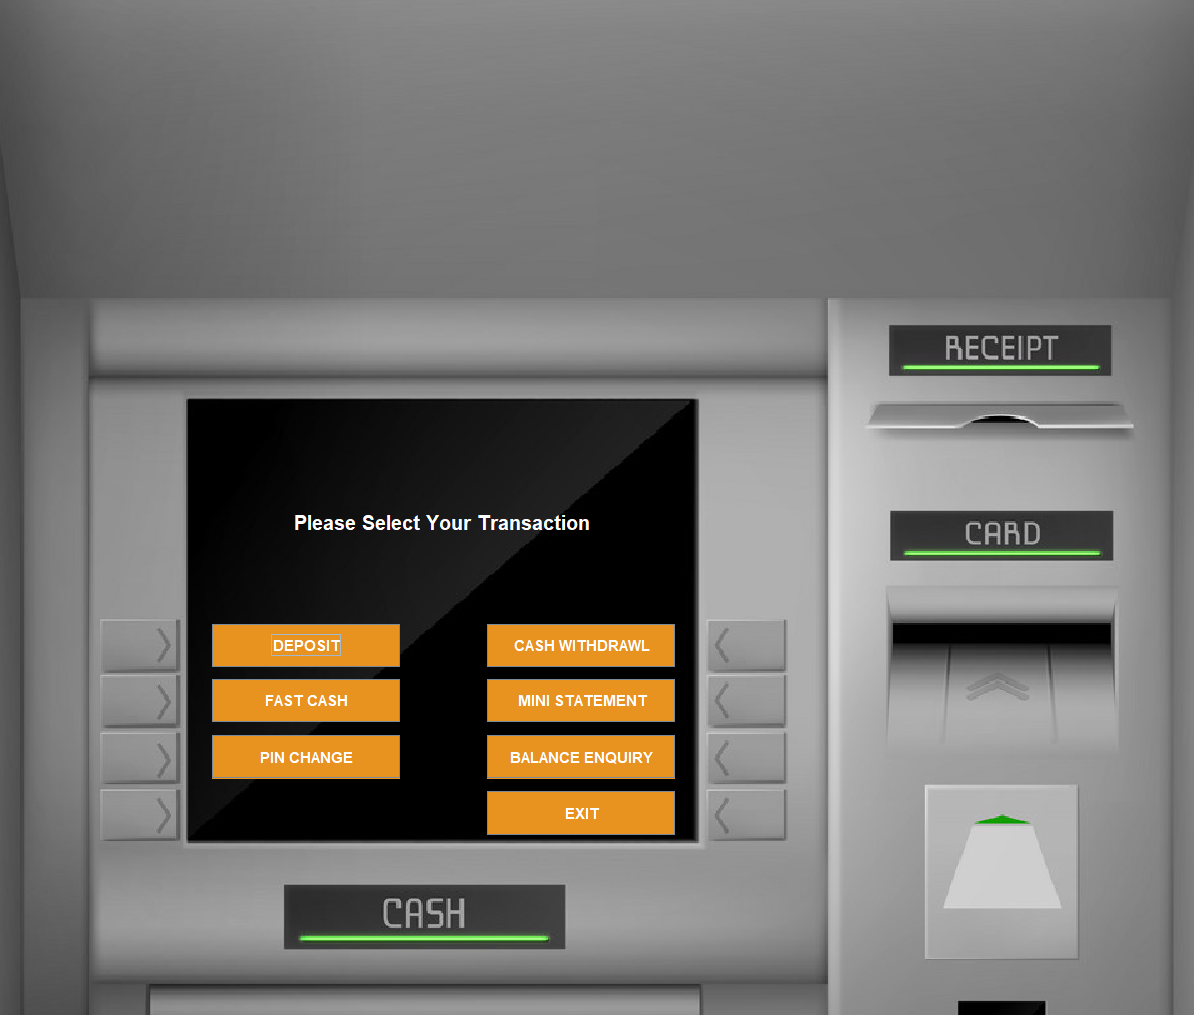 RECEIPT
Please Select Your Transaction
CARD
DEPOSIT
CASH WITHDRAWL
FAST CASH
MINI STATEMENT
PIN CHANGE
BALANCE ENQUIRY
EXIT
CASH